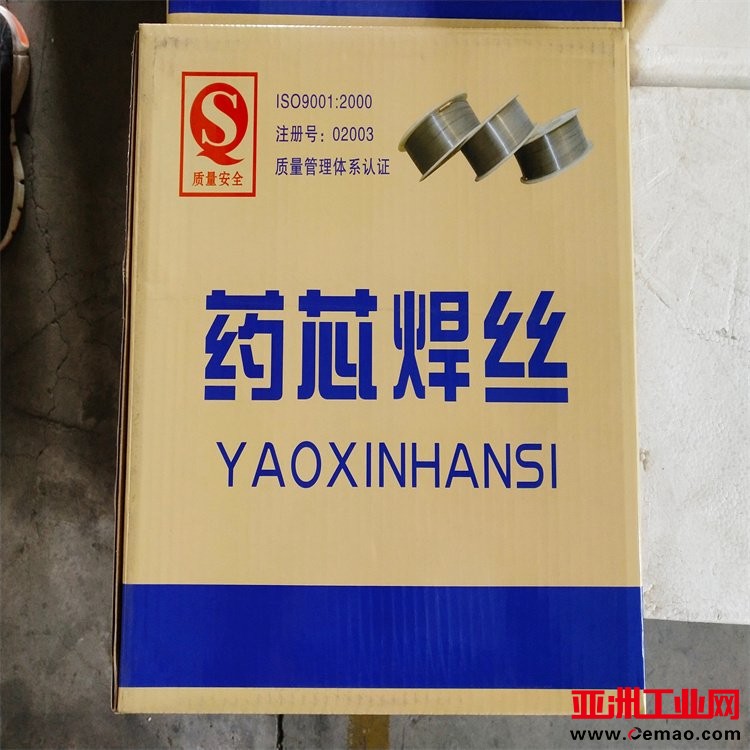 ISO9001:2000
注册号：02003
质量管理体系认证
质量安全
药芯焊丝
YAOXINHANSI
亚洲工业网
www.Cemao.com